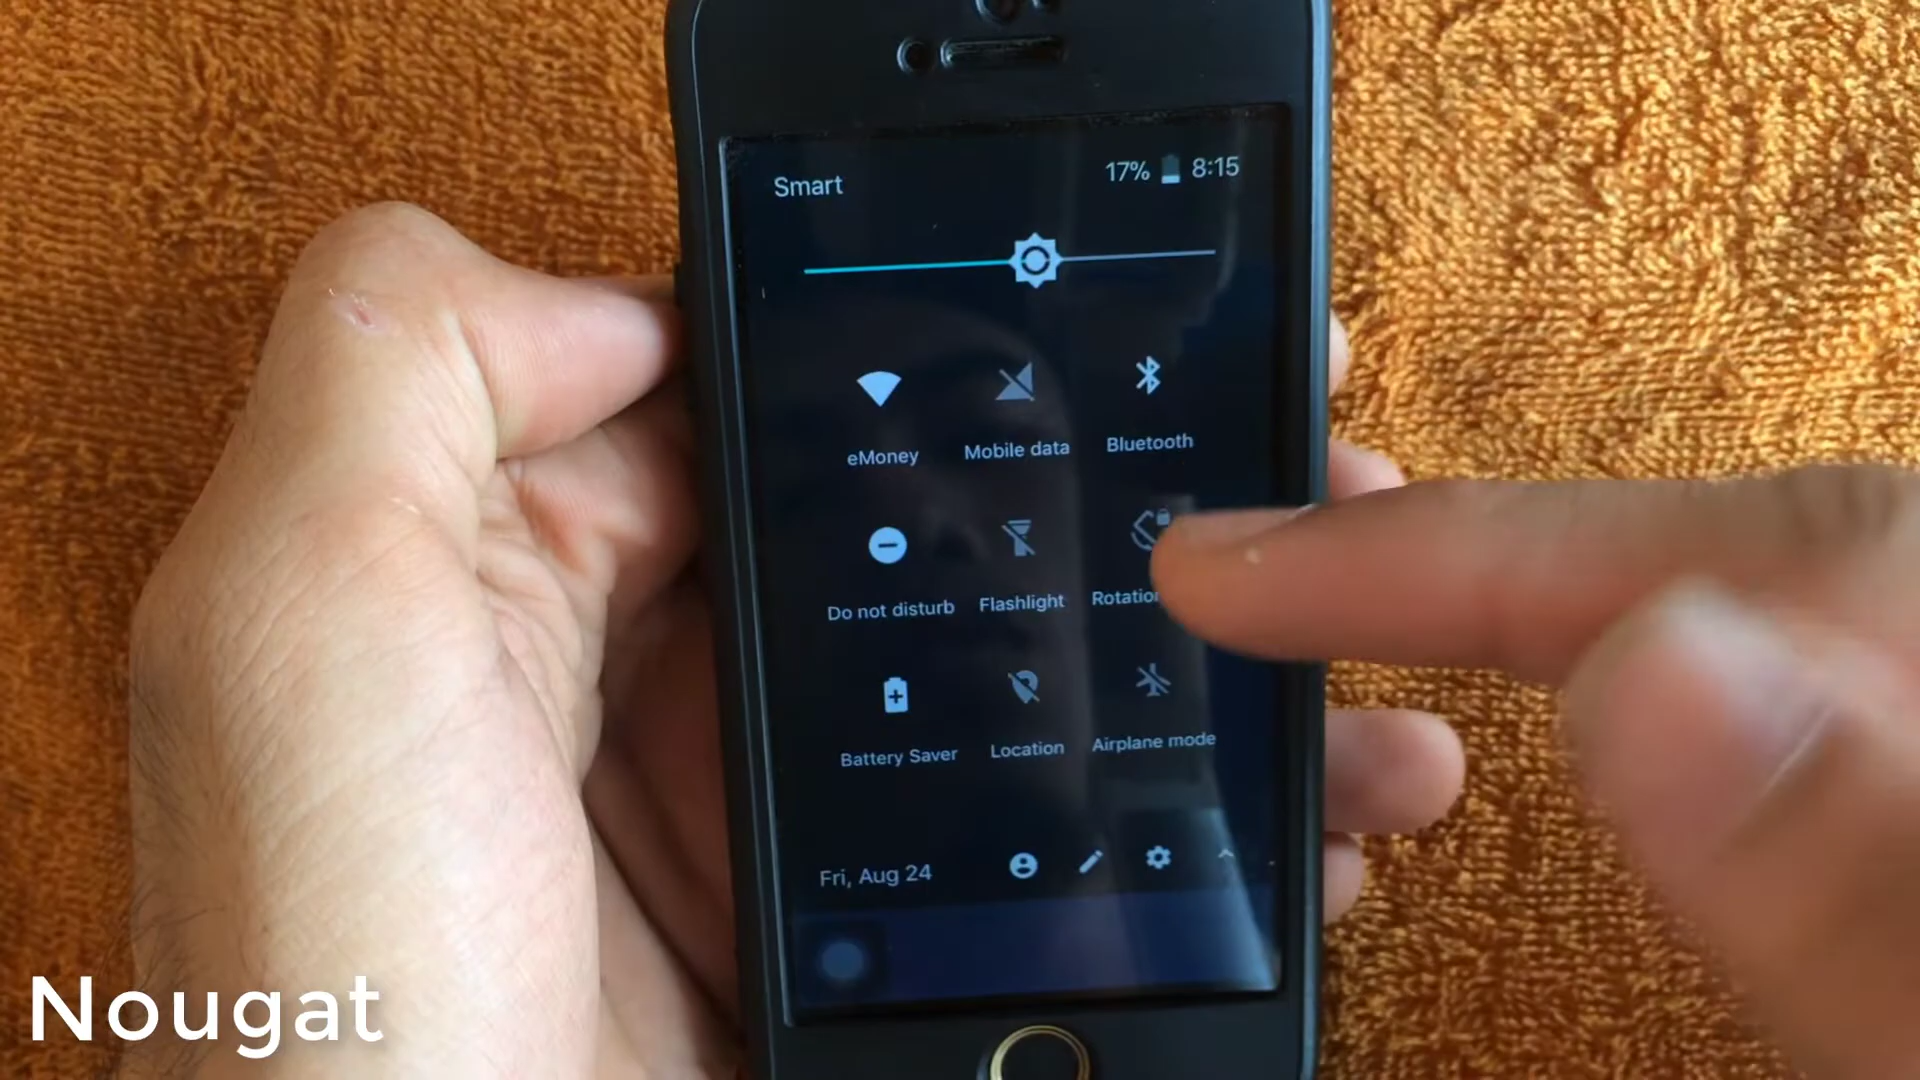 Smart
17% 8:15
eMoney Mobile data Bluetooth
Do not disturb Flashlight Rotation
Battery Saver Location Airplane mode
Fri, Aug 24
Nougat